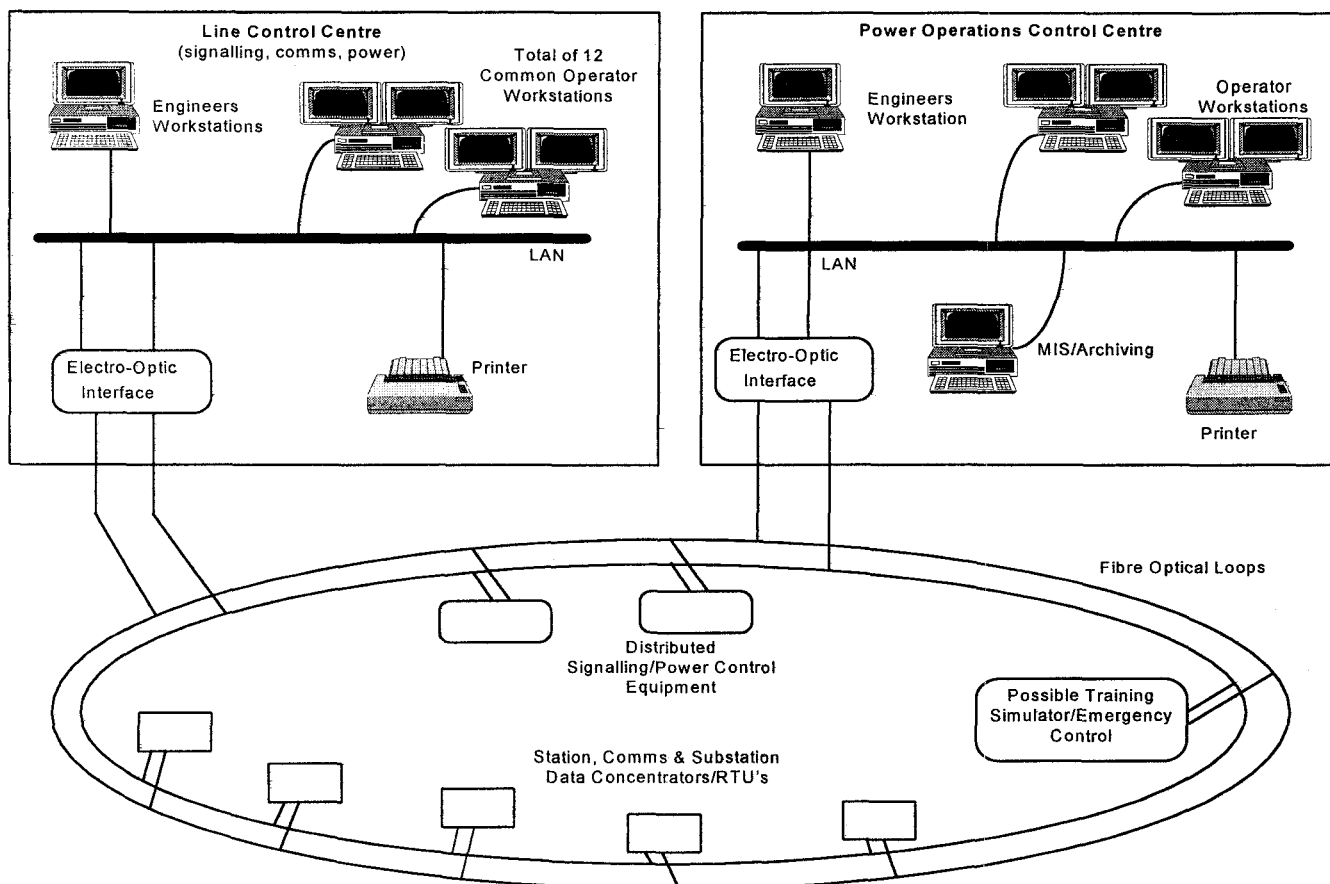 Line Control Centre
(signalling, comms, power)
Total of 12
Common Operator
Workstations
Engineers
Workstations
LAN
Electro-Optic
Interface
Printer
Power Operations Control Centre
Engineers
Workstation
Operator
Workstations
LAN
Electro-Optic
Interface
MIS/Archiving
Printer
Fibre Optical Loops
Distributed
Signalling/Power Control
Equipment
Possible Training
Simulator/Emergency
Control
Station, Comms & Substation
Data Concentrators/RTU's